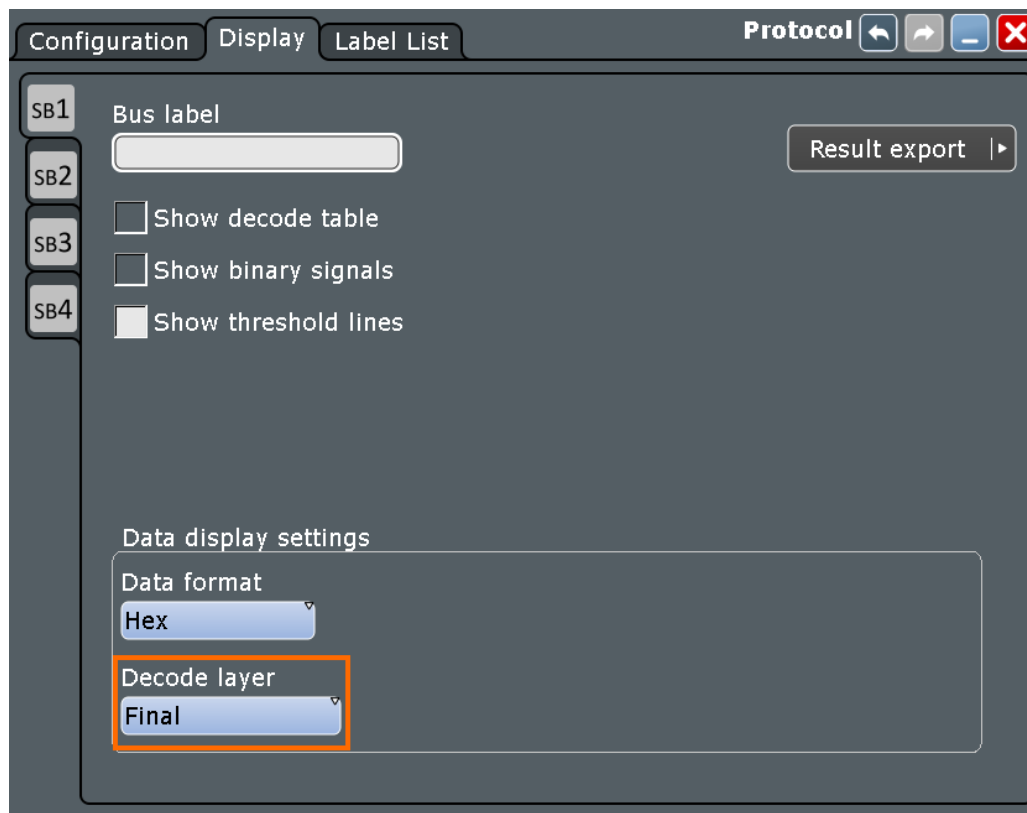 Configuration Display Label List Protocol
SB1
Bus label
Result export
SB2
Show decode table
SB3
Show binary signals
SB4
Show threshold lines
Data display settings
Data format
Hex
Decode layer
Final